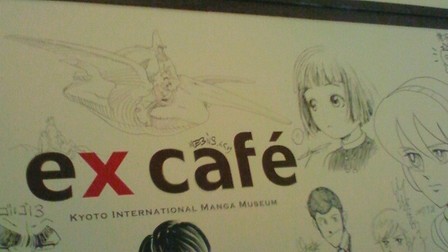 ex café
KYOTO INTERNATIONAL MANGA MUSEUM